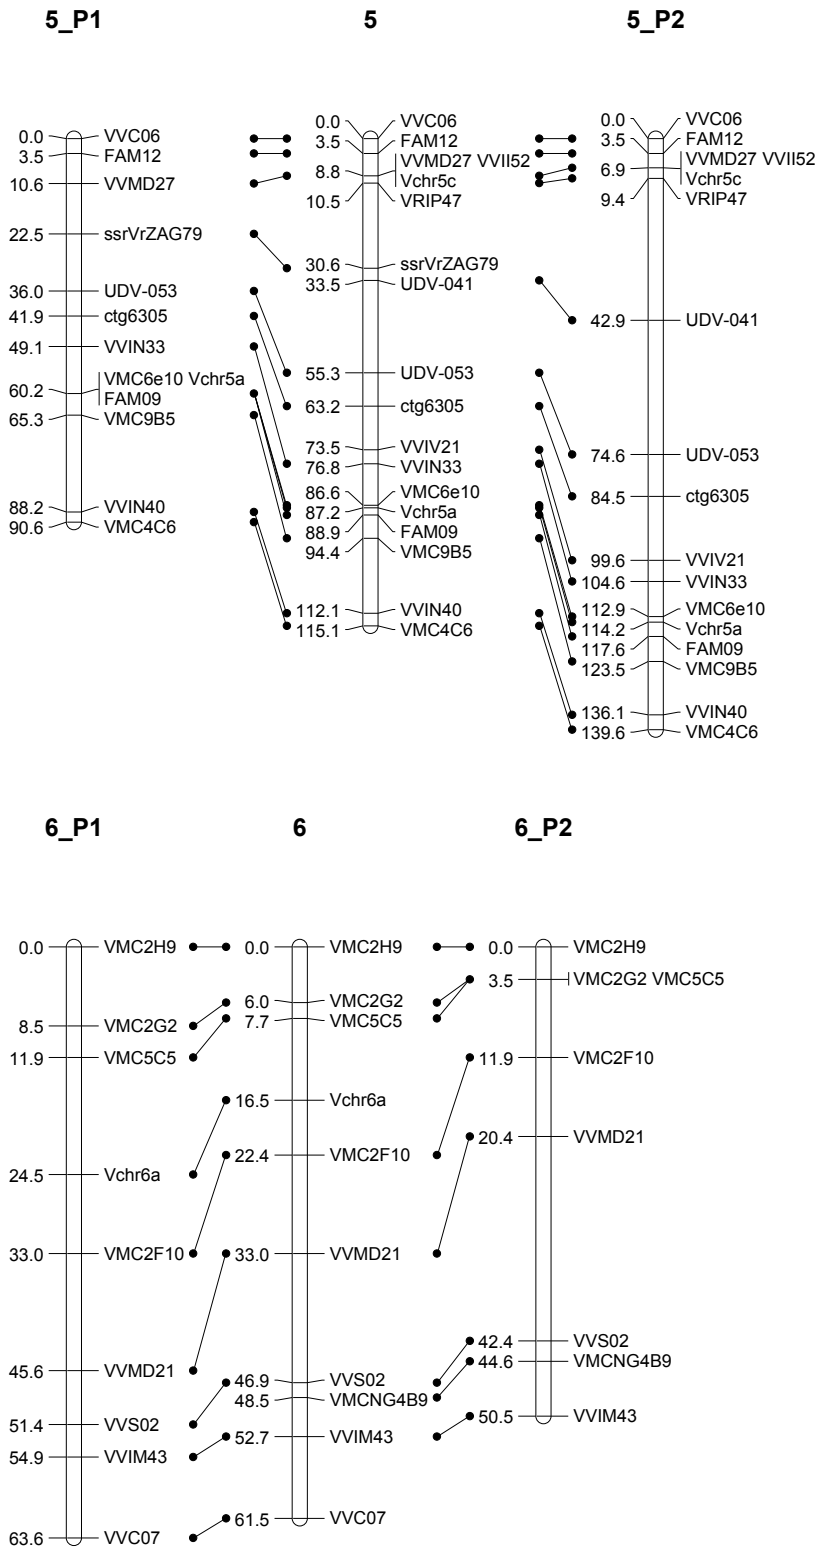 5_P1
5
5_P2
0.0 VVC06
3.5 FAM12
10.6 VVMD27
22.5 ssrVrZAG79
36.0 UDV-053
41.9 ctg6305
49.1 VVIN33
60.2 VMC6e10 Vchr5a
FAM09
65.3 VMC9B5
88.2 VVIN40
90.6 VMC4C6
0.0 VVC06
3.5 FAM12
8.8 VVMD27 VVII52
Vchr5c
10.5 VRIP47
30.6 ssrVrZAG79
33.5 UDV-041
55.3 UDV-053
63.2 ctg6305
73.5 VVIV21
76.8 VVIN33
86.6 VMC6e10
87.2 Vchr5a
88.9 FAM09
94.4 VMC9B5
112.1 VVIN40
115.1 VMC4C6
0.0 VVC06
3.5 FAM12
6.9 VVMD27 VVII52
Vchr5c
9.4 VRIP47
42.9 UDV-041
74.6 UDV-053
84.5 ctg6305
99.6 VVIV21
104.6 VVIN33
112.9 VMC6e10
114.2 Vchr5a
117.6 FAM09
123.5 VMC9B5
136.1 VVIN40
139.6 VMC4C6
6_P1
6
6_P2
0.0 VMC2H9
8.5 VMC2G2
11.9 VMC5C5
24.5 Vchr6a
33.0 VMC2F10
45.6 VVMD21
51.4 VVS02
54.9 VVIM43
63.6 VVC07
0.0 VMC2H9
6.0 VMC2G2
7.7 VMC5C5
16.5 Vchr6a
22.4 VMC2F10
33.0 VVMD21
46.9 VVS02
48.5 VMCNG4B9
52.7 VVIM43
61.5 VVC07
0.0 VMC2H9
3.5 VMC2G2 VMC5C5
11.9 VMC2F10
20.4 VVMD21
42.4 VVS02
44.6 VMCNG4B9
50.5 VVIM43